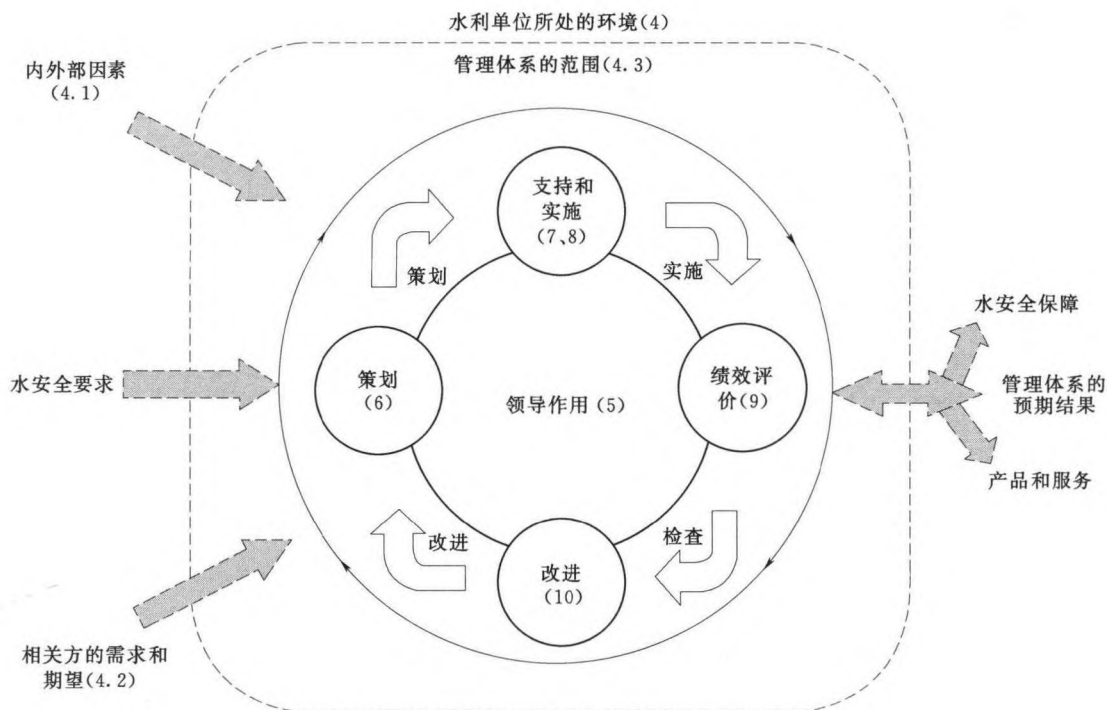 水利单位所处的环境(4)
管理体系的范围(4.3)
内外部因素
(4.1)
支持和
实施
(7、8)
策划
实施
水安全要求
策划
(6)
领导作用(5)
绩效评
价(9)
水安全保障
管理体系的
预期结果
产品和服务
改进
检查
改进
(10)
相关方的需求和
期望(4.2)